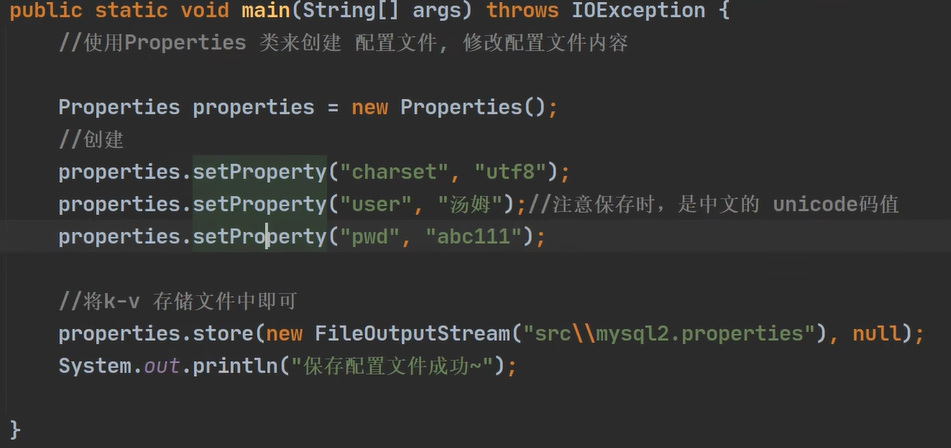 public static void main(String[] args) throws IOException {
//使用Properties 类来创建 配置文件, 修改配置文件内容
Properties properties = new Properties();
//创建
properties.setProperty("charset", "utf8");
properties.setProperty("user", "汤姆");//注意保存时，是中文的 unicode码值
properties.setProperty("pwd", "abc111");
//将k-v 存储文件中即可
properties.store(new FileOutputStream("src\\mysql2.properties"), null);
System.out.println("保存配置文件成功~");
}